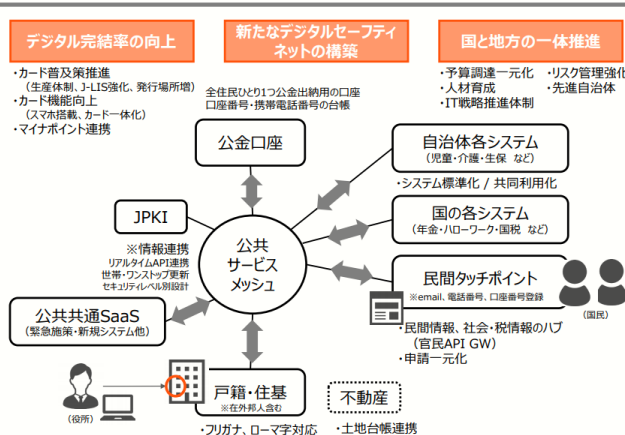 デジタル完結率の向上
新たなデジタルセーフティ
ネットの構築
国と地方の一体推進
・カード普及策推進
（生産体制、J-LIS強化、発行場所増）
・カード機能向上
（スマホ搭載、カード一体化）
・マイナポイント連携
全住民ひとり1つ公金出納用の口座
口座番号・携帯電話番号の台帳
・予算調達一元化
・人材育成
・IT戦略推進体制
・リスク管理強化
・先進自治体
公金口座
自治体各システム
（児童・介護・生保 など）
・システム標準化 / 共同利用化
JPKI
国の各システム
（年金・ハローワーク・国税 など）
※情報連携
リアルタイムAPI連携
世帯・ワンストップ更新
セキュリティレベル別設計
公共
サービス
メッシュ
民間タッチポイント
※email、電話番号、口座番号登録
（国民）
公共共通SaaS
（緊急施策・新規システム他）
・民間情報、社会・税情報のハブ
（官民API GW）
・申請一元化
（役所）
戸籍・住基
※在外邦人含む
不動産
・フリガナ、ローマ字対応
・土地台帳連携